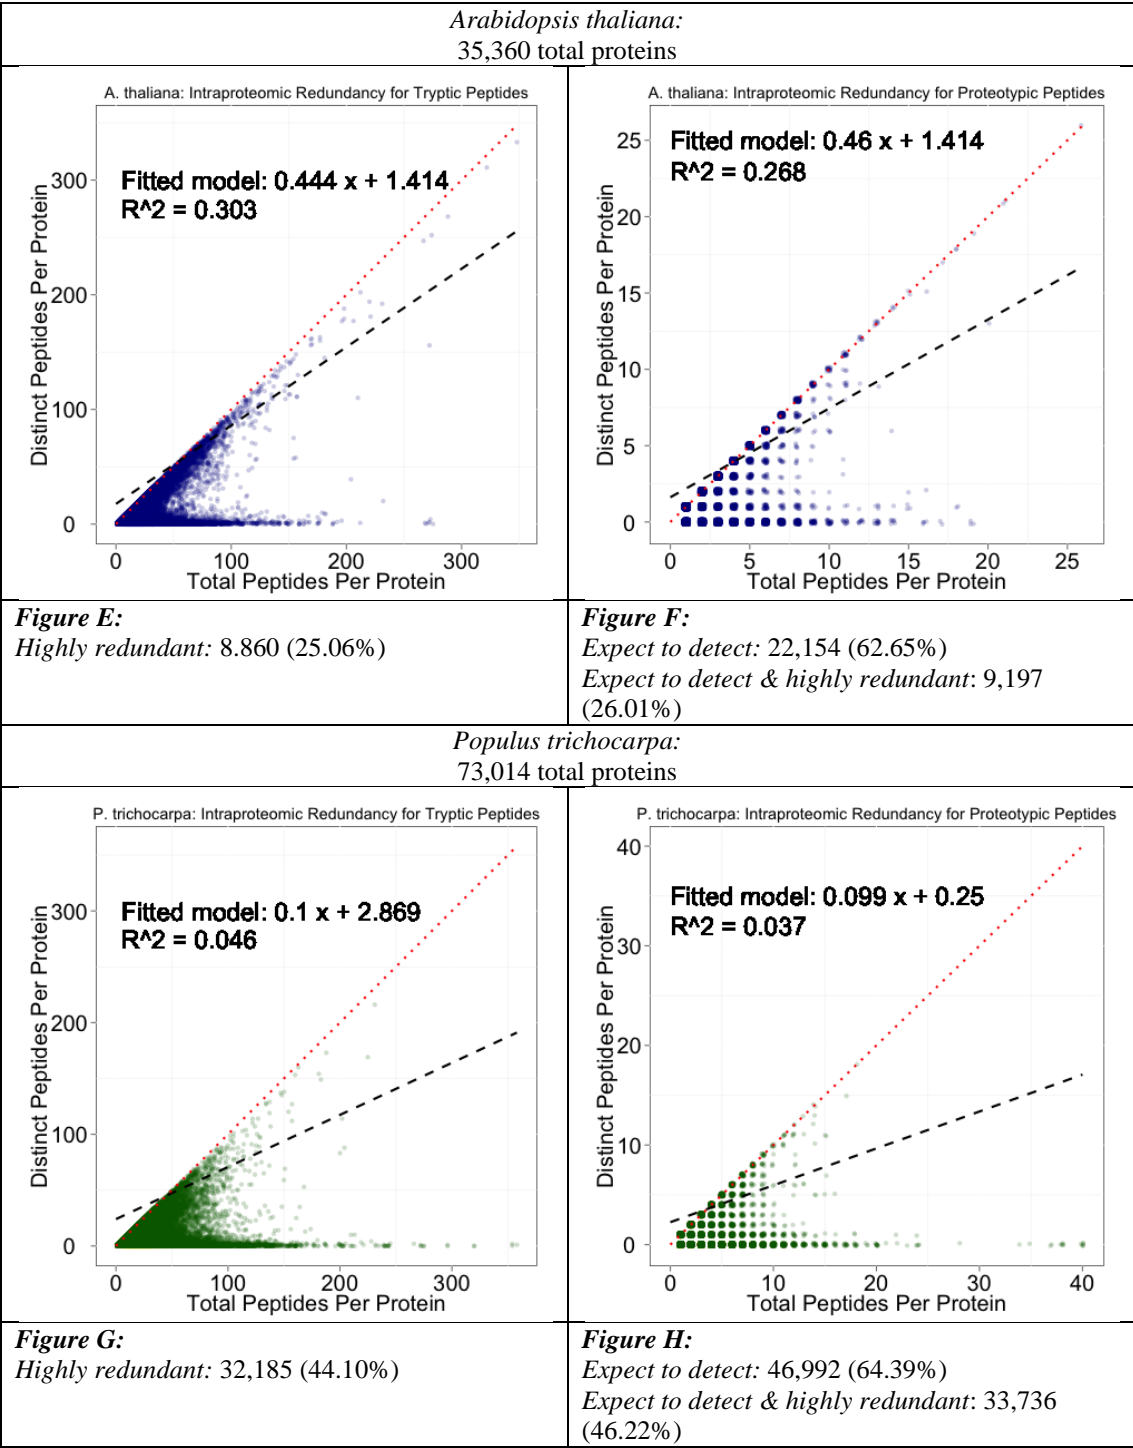 Arabidopsis thaliana:
35,360 total proteins
A. thaliana: Intraproteomic Redundancy for Tryptic Peptides
Fitted model: 0.444 x + 1.414
R^2 = 0.303
Distinct Peptides Per Protein
300
200
100
0
0 100 200 300
Total Peptides Per Protein
A. thaliana: Intraproteomic Redundancy for Proteotypic Peptides
Fitted model: 0.46 x + 1.414
R^2 = 0.268
Distinct Peptides Per Protein
25
20
15
10
5
0
0 5 10 15 20 25
Total Peptides Per Protein
Figure E:
Highly redundant: 8.860 (25.06%)
Figure F:
Expect to detect: 22,154 (62.65%)
Expect to detect & highly redundant: 9,197
(26.01%)
Populus trichocarpa:
73,014 total proteins
P. trichocarpa: Intraproteomic Redundancy for Tryptic Peptides
Fitted model: 0.1 x + 2.869
R^2 = 0.046
Distinct Peptides Per Protein
300
200
100
0
0 100 200 300
Total Peptides Per Protein
P. trichocarpa: Intraproteomic Redundancy for Proteotypic Peptides
Fitted model: 0.099 x + 0.25
R^2 = 0.037
Distinct Peptides Per Protein
40
30
20
10
0
0 10 20 30 40
Total Peptides Per Protein
Figure G:
Highly redundant: 32,185 (44.10%)
Figure H:
Expect to detect: 46,992 (64.39%)
Expect to detect & highly redundant: 33,736
(46.22%)